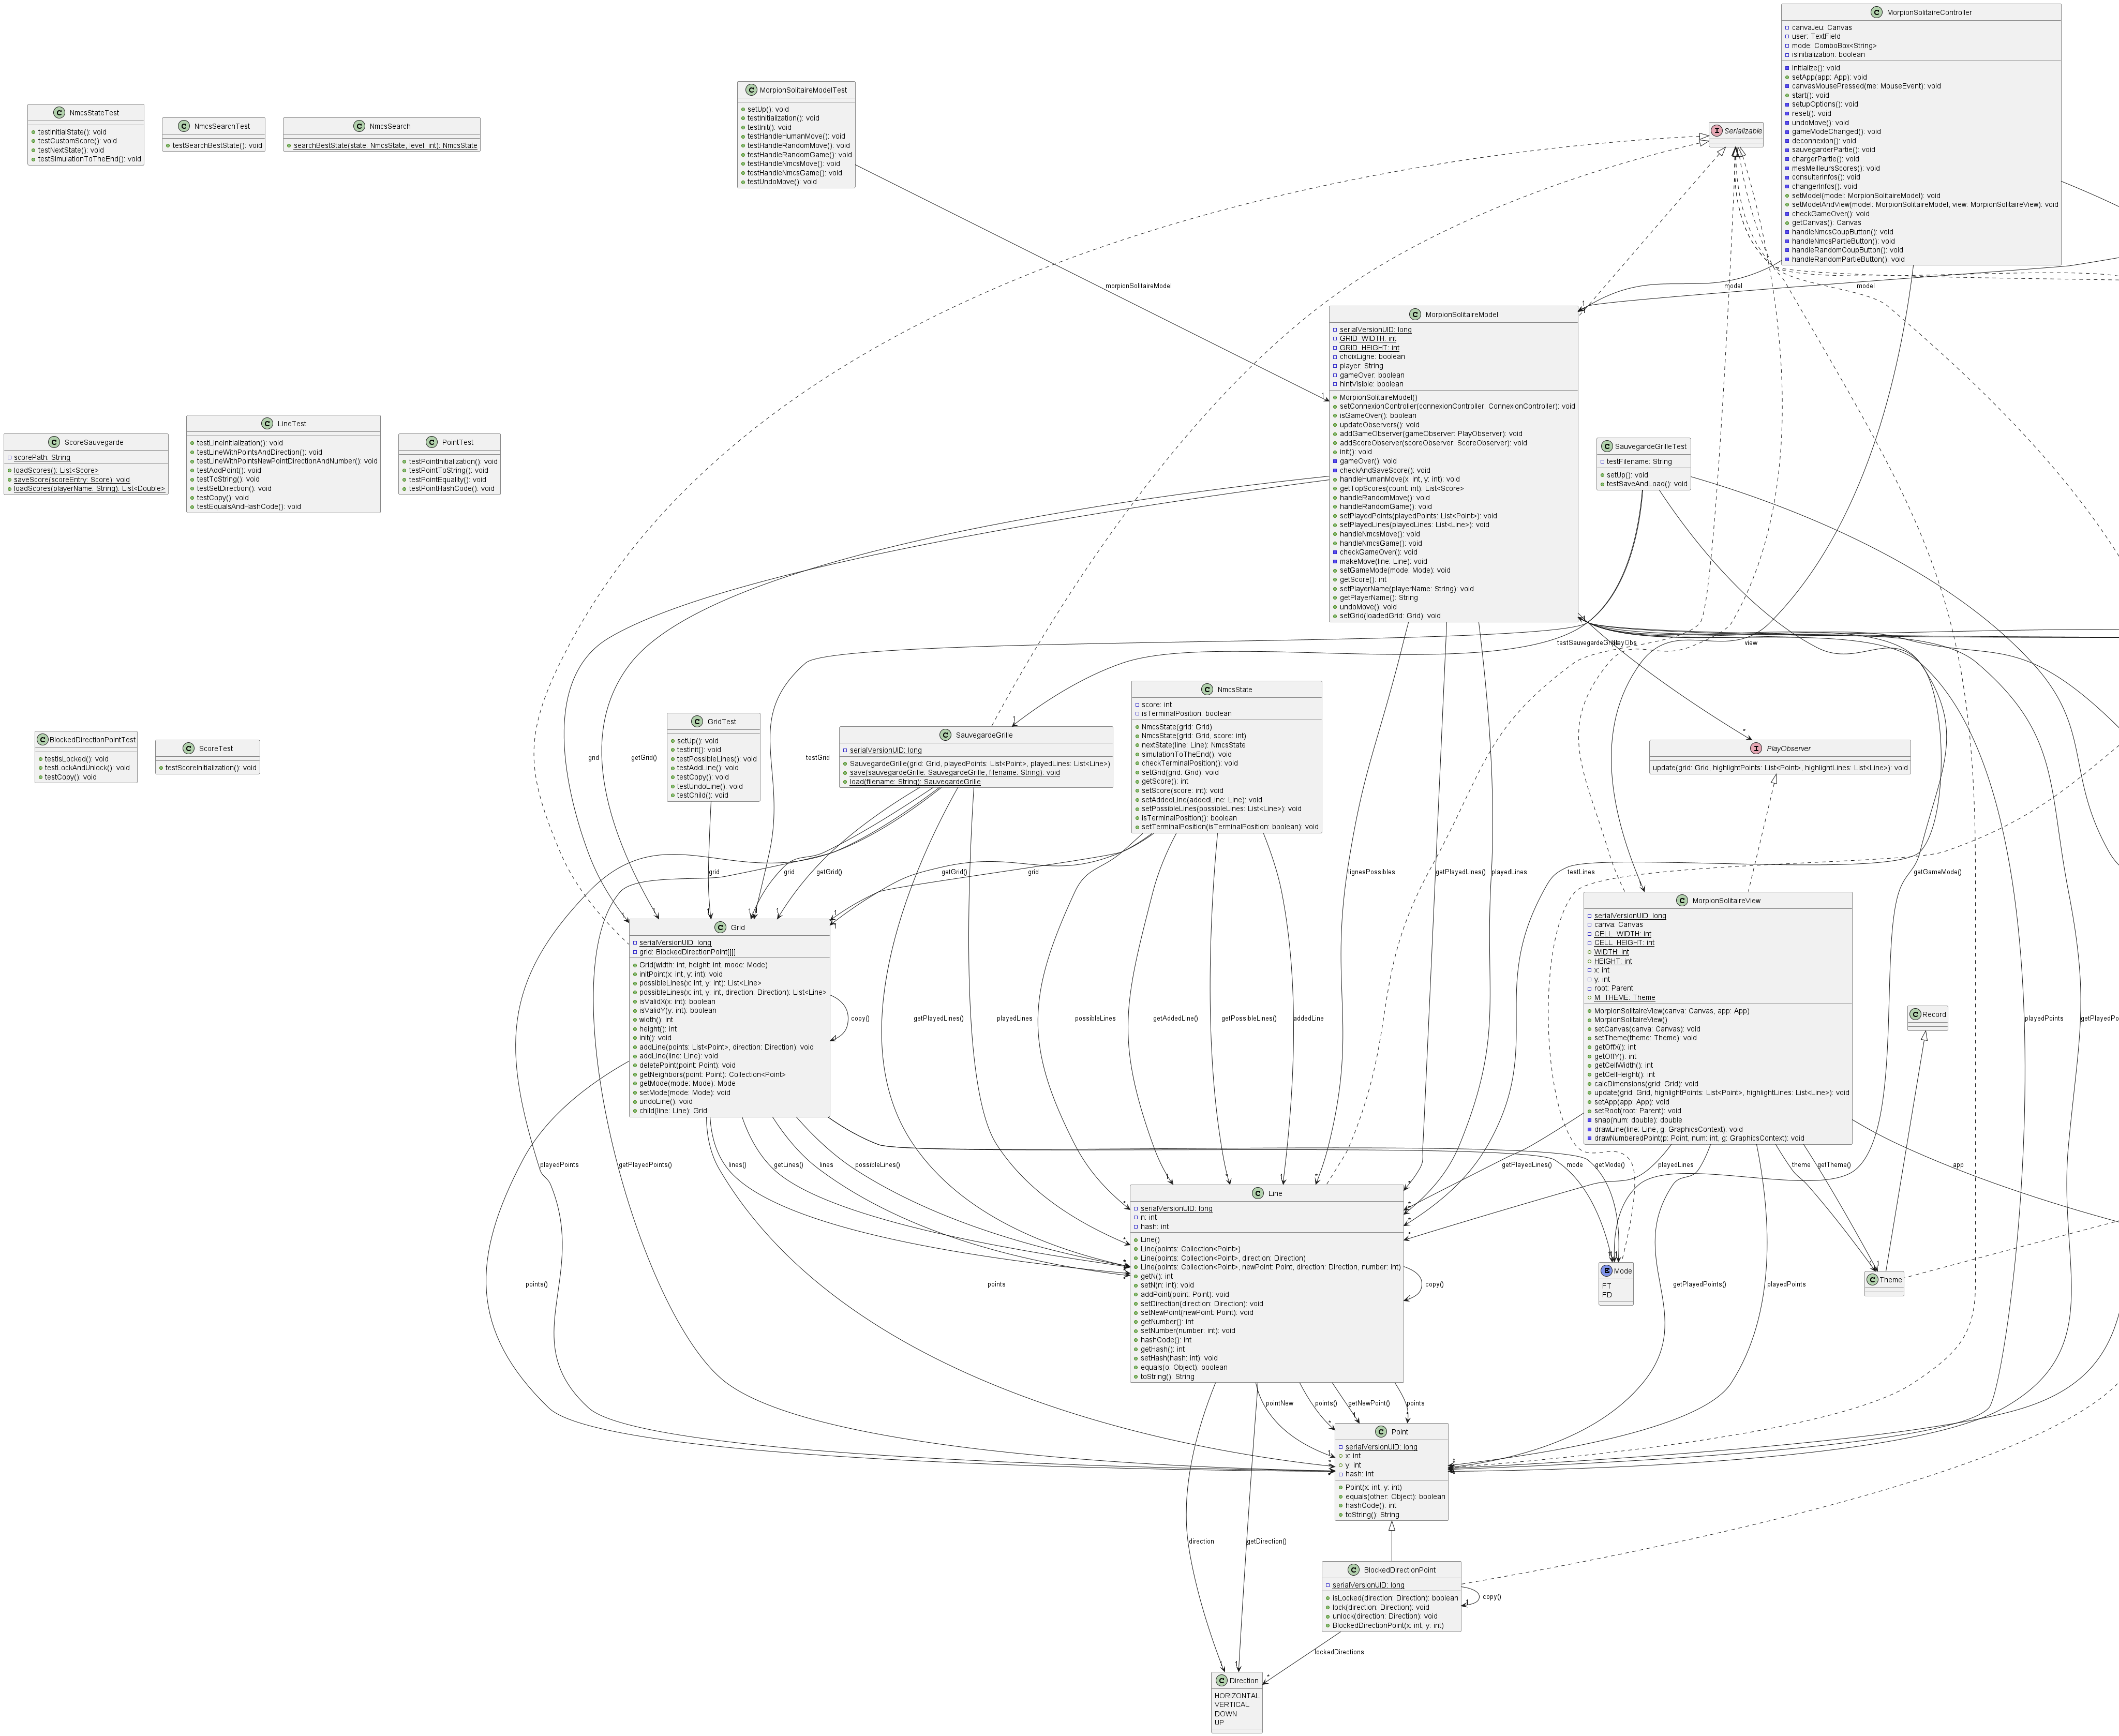 C MorpionSolitaireController
canvaJeu: Canvas
user: TextField
mode: ComboBox<String>
isInitialization: boolean
initialize(): void
setApp(app: App): void
canvasMousePressed(me: MouseEvent): void
start(): void
setupOptions(): void
reset(): void
undoMove(): void
gameModeChanged(): void
deconnexion(): void
sauvegarderPartie(): void
chargerPartie(): void
mesMeilleursScores(): void
consulterInfos(): void
changerInfos(): void
setModel(model: MorpionSolitaireModel): void
setModelAndView(model: MorpionSolitaireModel, view: MorpionSolitaireView): void
checkGameOver(): void
getCanvas(): Canvas
handleNmcsCoupButton(): void
handleNmcsPartieButton(): void
handleRandomCoupButton(): void
handleRandomPartieButton(): void
C NmcsStateTest
testInitialState(): void
testCustomScore(): void
testNextState(): void
testSimulationToTheEnd(): void
C NmcsSearchTest
testSearchBestState(): void
C NmcsSearch
searchBestState(state: NmcsState, level: int): NmcsState
C MorpionSolitaireModelTest
setUp(): void
testInitialization(): void
testInit(): void
testHandleHumanMove(): void
testHandleRandomMove(): void
testHandleRandomGame(): void
testHandleNmcsMove(): void
testHandleNmcsGame(): void
testUndoMove(): void
I Serializable
morpionSolitaireModel
model
model
C MorpionSolitaireModel
serialVersionUID: long
GRID_WIDTH: int
GRID_HEIGHT: int
choixLigne: boolean
player: String
gameOver: boolean
hintVisible: boolean
MorpionSolitaireModel()
setConnexionController(connexionController: ConnexionController): void
isGameOver(): boolean
updateObservers(): void
addGameObserver(gameObserver: PlayObserver): void
addScoreObserver(scoreObserver: ScoreObserver): void
init(): void
gameOver(): void
checkAndSaveScore(): void
handleHumanMove(x: int, y: int): void
getTopScores(count: int): List<Score>
handleRandomMove(): void
handleRandomGame(): void
setPlayedPoints(playedPoints: List<Point>): void
setPlayedLines(playedLines: List<Line>): void
handleNmcsMove(): void
handleNmcsGame(): void
checkGameOver(): void
makeMove(line: Line): void
setGameMode(mode: Mode): void
getScore(): int
setPlayerName(playerName: String): void
getPlayerName(): String
undoMove(): void
setGrid(loadedGrid: Grid): void
C ScoreSauvegarde
scorePath: String
loadScores(): List<Score>
saveScore(scoreEntry: Score): void
loadScores(playerName: String): List<Double>
C LineTest
testLineInitialization(): void
testLineWithPointsAndDirection(): void
testLineWithPointsNewPointDirectionAndNumber(): void
testAddPoint(): void
testToString(): void
testSetDirection(): void
testCopy(): void
testEqualsAndHashCode(): void
C PointTest
testPointInitialization(): void
testPointToString(): void
testPointEquality(): void
testPointHashCode(): void
C SauvegardeGrilleTest
testFilename: String
setUp(): void
testSaveAndLoad(): void
view
C BlockedDirectionPointTest
testIsLocked(): void
testLockAndUnlock(): void
testCopy(): void
C ScoreTest
testScoreInitialization(): void
grid
getGrid()
testGrid
C GridTest
setUp(): void
testInit(): void
testPossibleLines(): void
testAddLine(): void
testCopy(): void
testUndoLine(): void
testChild(): void
C SauvegardeGrille
serialVersionUID: long
SauvegardeGrille(grid: Grid, playedPoints: List<Point>, playedLines: List<Line>)
save(sauvegardeGrille: SauvegardeGrille, filename: String): void
load(filename: String): SauvegardeGrille
C NmcsState
score: int
isTerminalPosition: boolean
NmcsState(grid: Grid)
NmcsState(grid: Grid, score: int)
nextState(line: Line): NmcsState
simulationToTheEnd(): void
checkTerminalPosition(): void
setGrid(grid: Grid): void
getScore(): int
setScore(score: int): void
setAddedLine(addedLine: Line): void
setPossibleLines(possibleLines: List<Line>): void
isTerminalPosition(): boolean
setTerminalPosition(isTerminalPosition: boolean): void
I PlayObserver
update(grid: Grid, highlightPoints: List<Point>, highlightLines: List<Line>): void
grid
grid
getGrid()
getGrid()
grid
lignesPossibles
getPlayedLines()
playedLines
testLines
getGameMode()
C Grid
serialVersionUID: long
grid: BlockedDirectionPoint[][]
Grid(width: int, height: int, mode: Mode)
initPoint(x: int, y: int): void
possibleLines(x: int, y: int): List<Line>
possibleLines(x: int, y: int, direction: Direction): List<Line>
isValidX(x: int): boolean
isValidY(y: int): boolean
width(): int
height(): int
init(): void
addLine(points: List<Point>, direction: Direction): void
addLine(line: Line): void
deletePoint(point: Point): void
getNeighbors(point: Point): Collection<Point>
getMode(mode: Mode): Mode
setMode(mode: Mode): void
undoLine(): void
child(line: Line): Grid
copy()
getPlayedLines()
playedLines
possibleLines
getAddedLine()
getPossibleLines()
addedLine
C MorpionSolitaireView
serialVersionUID: long
canva: Canvas
CELL_WIDTH: int
CELL_HEIGHT: int
WIDTH: int
HEIGHT: int
x: int
y: int
root: Parent
M_THEME: Theme
MorpionSolitaireView(canva: Canvas, app: App)
MorpionSolitaireView()
setCanvas(canva: Canvas): void
setTheme(theme: Theme): void
getOffX(): int
getOffY(): int
getCellWidth(): int
getCellHeight(): int
calcDimensions(grid: Grid): void
update(grid: Grid, highlightPoints: List<Point>, highlightLines: List<Line>): void
setApp(app: App): void
setRoot(root: Parent): void
snap(num: double): double
drawLine(line: Line, g: GraphicsContext): void
drawNumberedPoint(p: Point, num: int, g: GraphicsContext): void
C Record
playedPoints
playedPoints
getPlayedPoints()
lines()
getLines()
lines
possibleLines()
mode
getMode()
getPlayedLines()
playedLines
theme
getTheme()
app
C Line
serialVersionUID: long
n: int
hash: int
Line()
Line(points: Collection<Point>)
Line(points: Collection<Point>, direction: Direction)
Line(points: Collection<Point>, newPoint: Point, direction: Direction, number: int)
getN(): int
setN(n: int): void
addPoint(point: Point): void
setDirection(direction: Direction): void
setNewPoint(newPoint: Point): void
getNumber(): int
setNumber(number: int): void
hashCode(): int
getHash(): int
setHash(hash: int): void
equals(o: Object): boolean
toString(): String
copy()
E Mode
FT
FD
C Theme
points()
points
getPlayedPoints()
playedPoints
pointNew
points()
getNewPoint()
points
C Point
serialVersionUID: long
x: int
y: int
hash: int
Point(x: int, y: int)
equals(other: Object): boolean
hashCode(): int
toString(): String
direction
getDirection()
C BlockedDirectionPoint
serialVersionUID: long
isLocked(direction: Direction): boolean
lock(direction: Direction): void
unlock(direction: Direction): void
BlockedDirectionPoint(x: int, y: int)
copy()
lockedDirections
C Direction
HORIZONTAL
VERTICAL
DOWN
UP